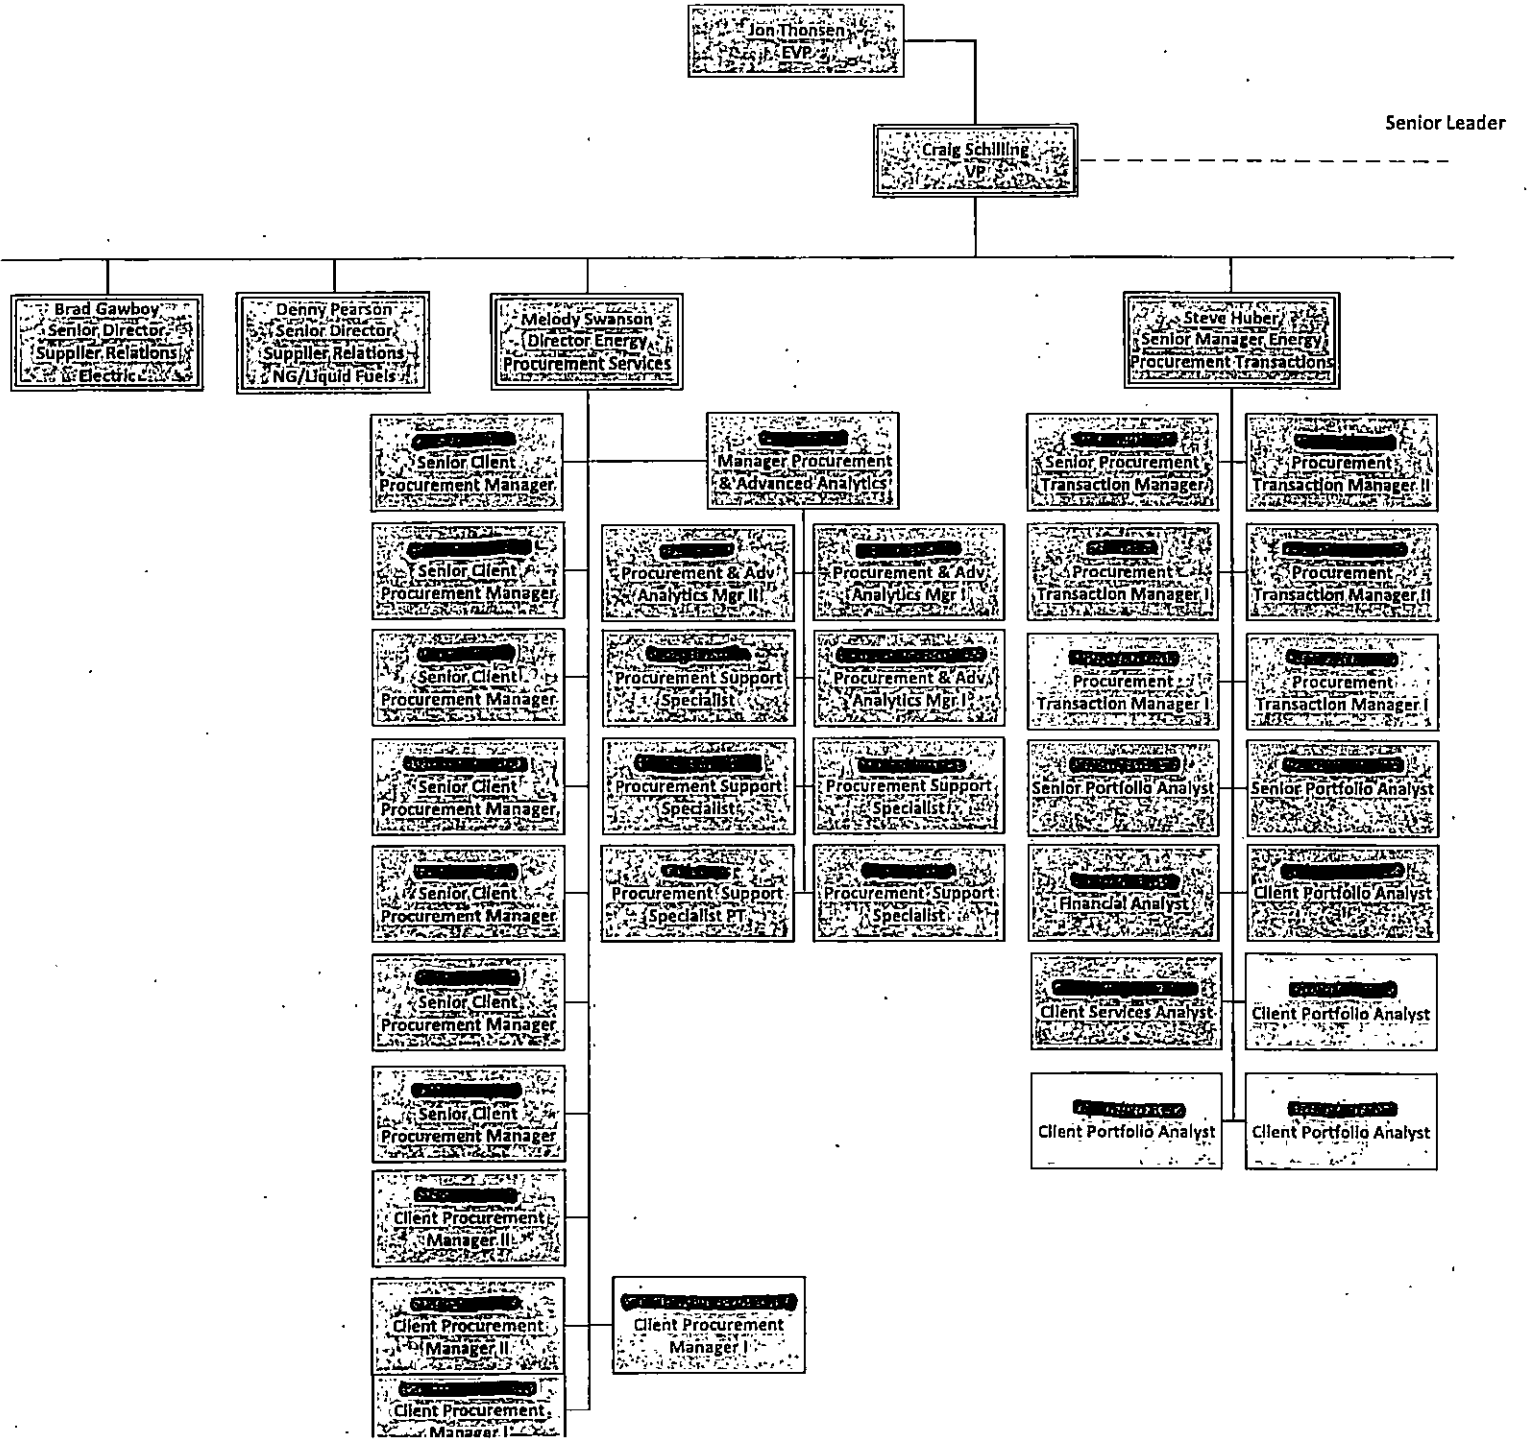 Jon Thonsen
EVP
Senior Leader
Craig Schilling
VP
Brad Gawboy
Senior Director
Supplier Relations
Electric
Denny Pearson
Senior Director
Supplier Relations
NG/Liquid Fuels
Melody Swanson
Director Energy
Procurement Services
Steve Huber
Senior Manager Energy
Procurement Transactions
Senior Client
Procurement Manager
Senior Client
Procurement Manager
Senior Client
Procurement Manager
Senior Client
Procurement Manager
Senior Client
Procurement Manager
Senior Client
Procurement Manager
Senior Client
Procurement Manager
Client Procurement
Manager II
Client Procurement
Manager II
Client Procurement
Manager I
Client Procurement
Manager I
Manager Procurement
& Advanced Analytics
Procurement & Adv
Analytics Mgr II
Procurement & Adv
Analytics Mgr I
Procurement Support
Specialist
Procurement & Adv
Analytics Mgr I
Procurement Support
Specialist
Procurement Support
Specialist
Procurement Support
Specialist PT
Procurement Support
Specialist
Senior Procurement
Transaction Manager
Procurement
Transaction Manager II
Procurement
Transaction Manager I
Procurement
Transaction Manager II
Procurement
Transaction Manager I
Procurement
Transaction Manager I
Senior Portfolio Analyst
Senior Portfolio Analyst
Financial Analyst
Client Portfolio Analyst
Client Services Analyst
Client Portfolio Analyst
Client Portfolio Analyst
Client Portfolio Analyst